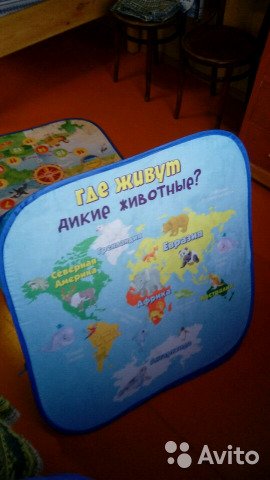 Где живут
дикие животные?
Гренландия
Евразия
Северная
Америка
Африка
Антарктида
Avito